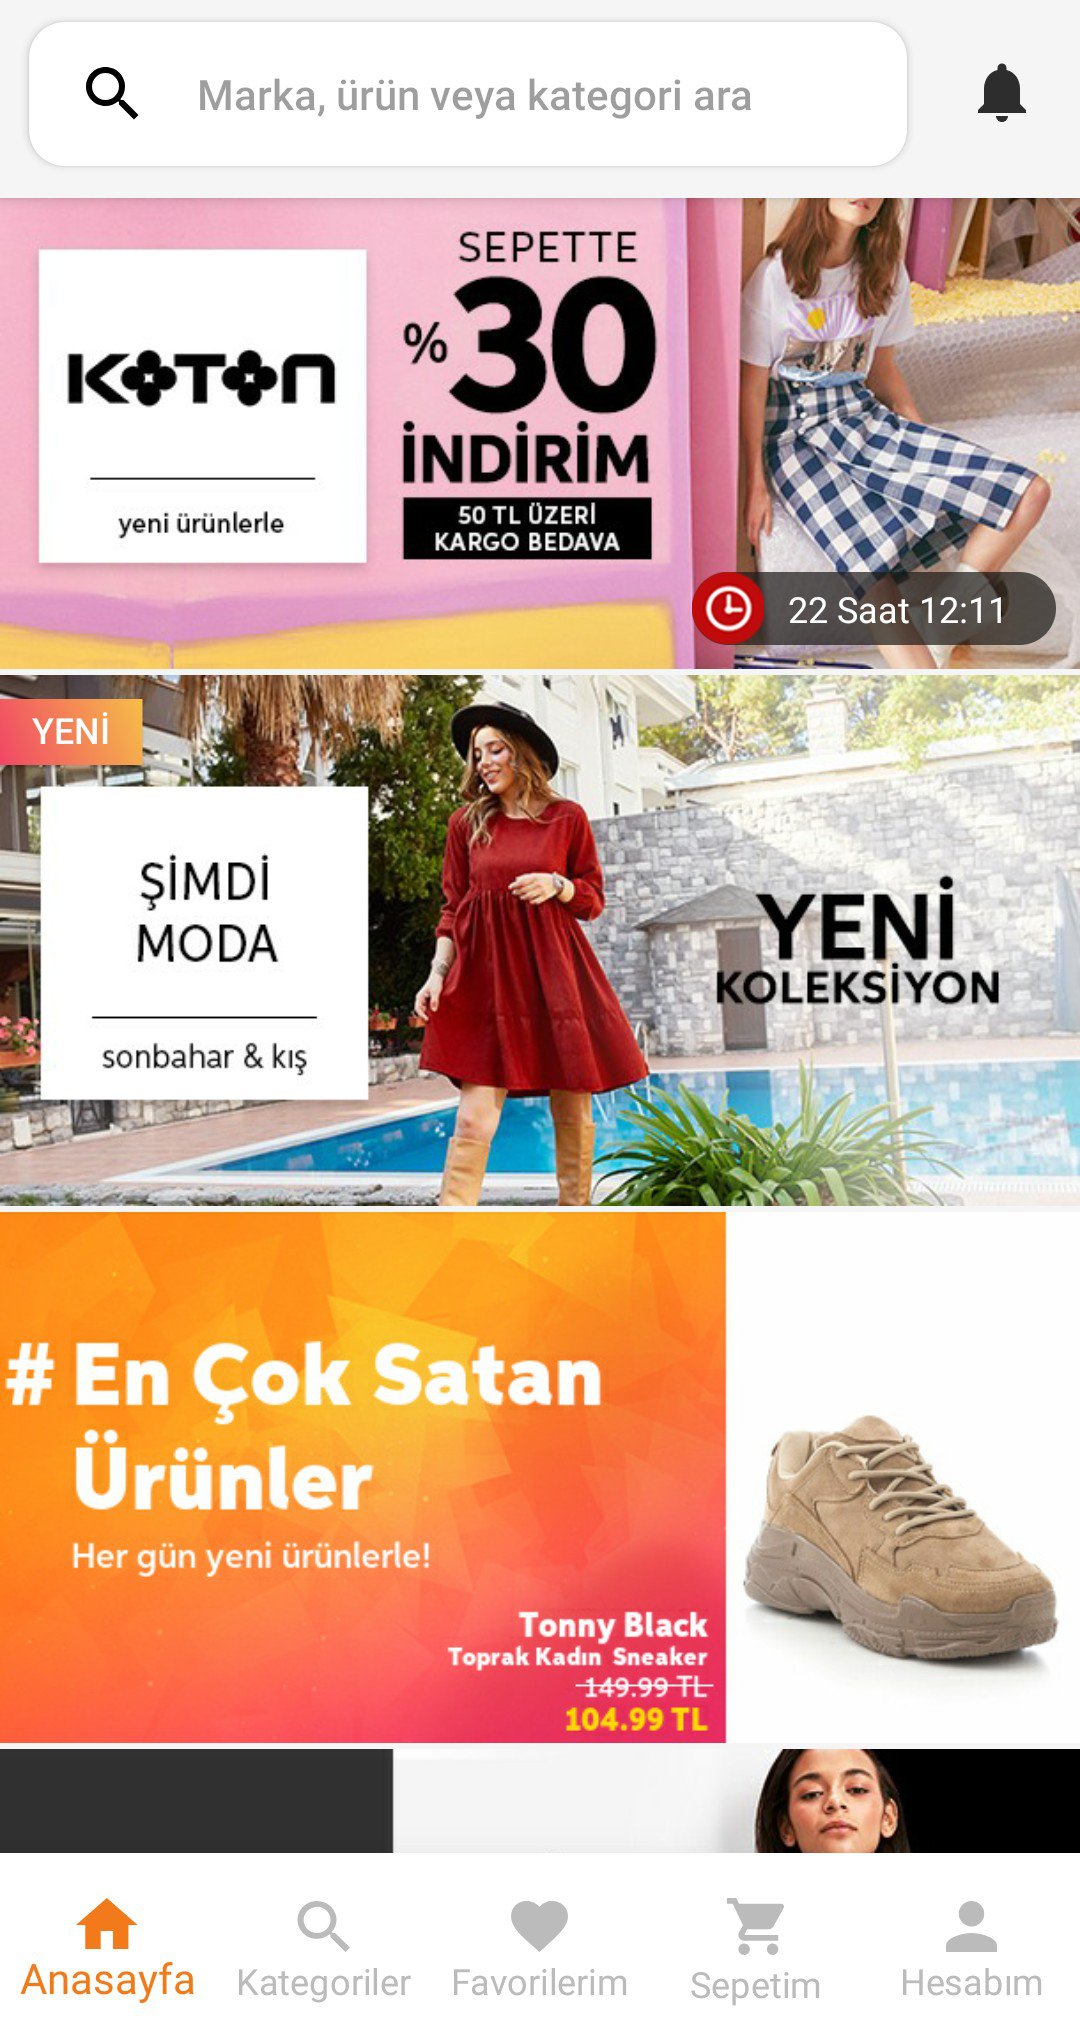 Marka, ürün veya kategori ara
KOTON
yeni ürünlerle
SEPETTE
%30
İNDİRİM
50 TL ÜZERİ
KARGO BEDAVA
22 Saat 12:11
YENİ
ŞİMDİ
MODA
sonbahar & kış
YENİ
KOLEKSİYON
# En Çok Satan
Ürünler
Her gün yeni ürünlerle!
Tonny Black
Toprak Kadın Sneaker
149.99 TL
104.99 TL
Anasayfa
Kategoriler
Favorilerim
Sepetim
Hesabım